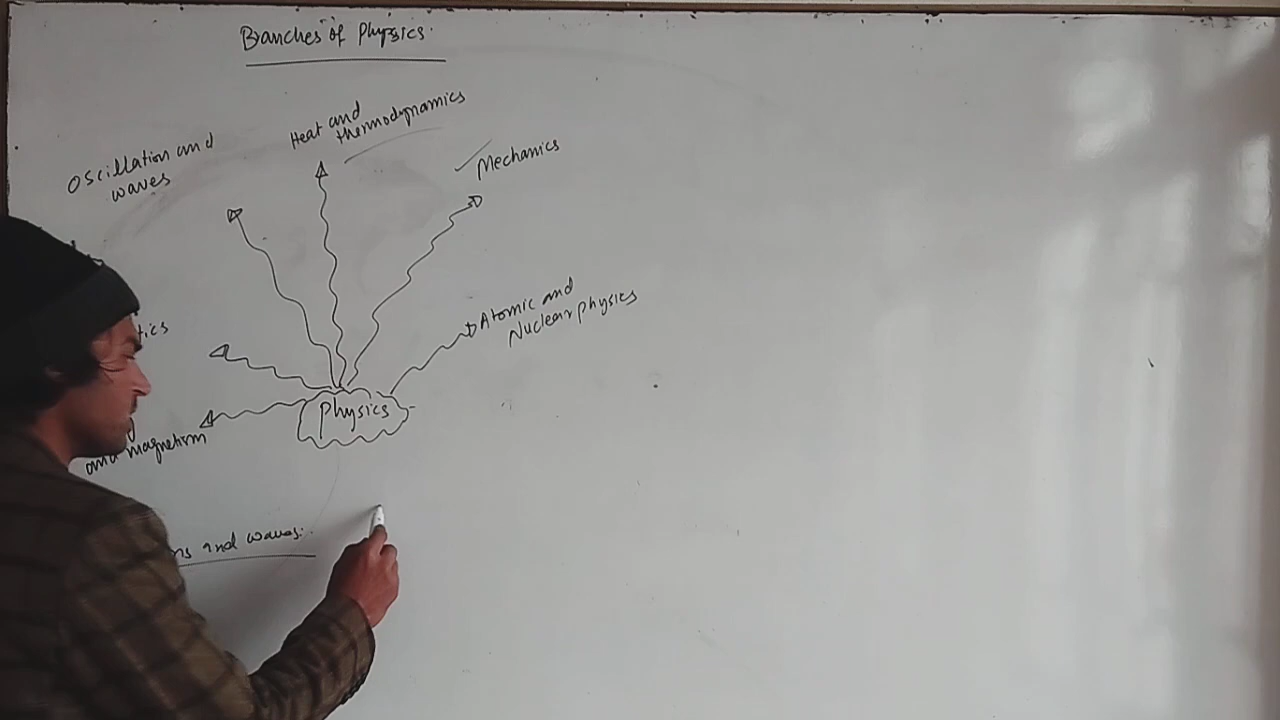 Branches of Physics.
Heat and
thermodynamics
Oscillation and
waves
Mechanics
Atomic and
Nuclear physics
tics
Physics
and magnetism
ns and waves: